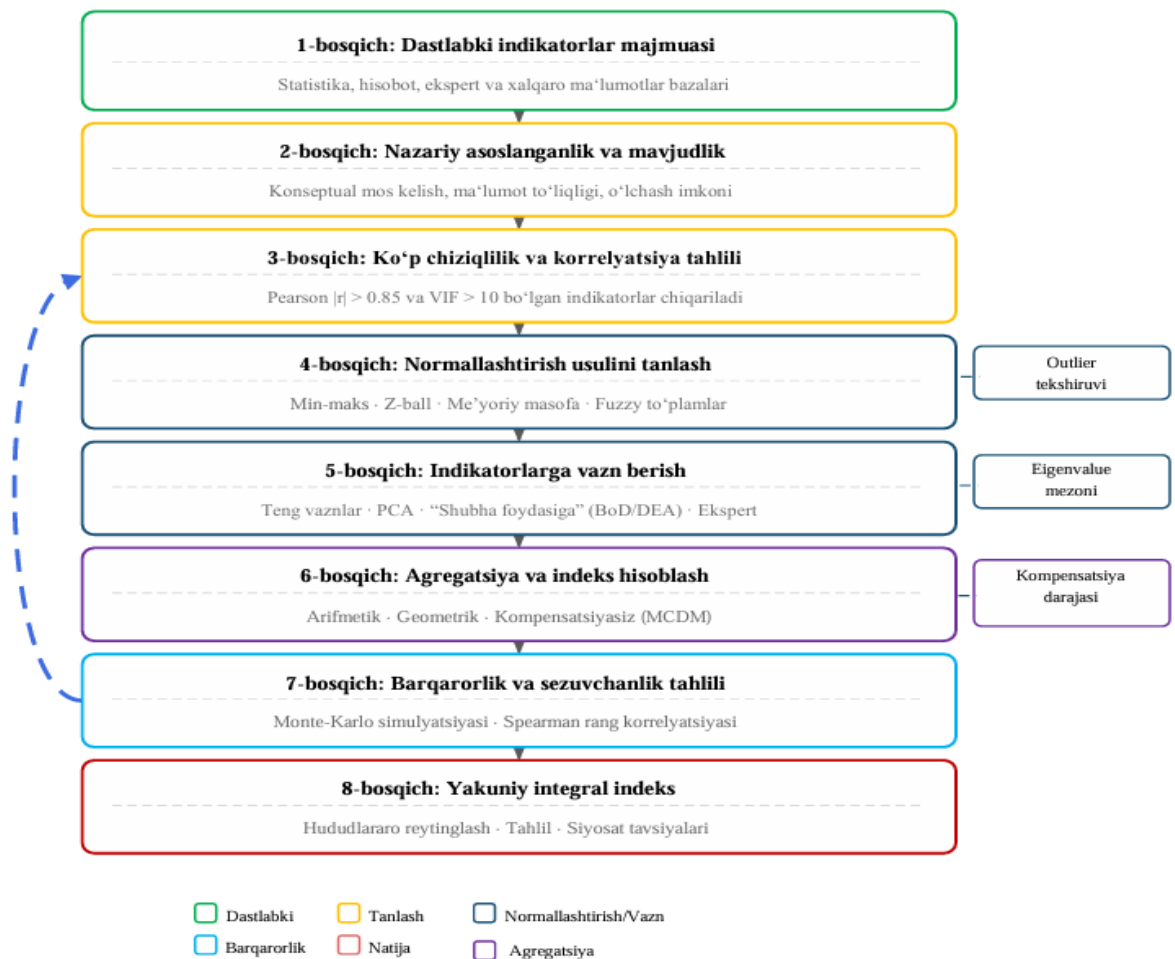 1-bosqich: Dastlabki indikatorlar majmuasi
Statistika, hisobot, ekspert va xalqaro ma‘lumotlar bazalari
2-bosqich: Nazariy asoslanganlik va mavjudlik
Konseptual mos kelish, ma‘lumot to‘liqligi, o‘lchash imkoni
3-bosqich: Ko‘p chiziqlilik va korrelyatsiya tahlili
Pearson |r| > 0.85 va VIF > 10 bo‘lgan indikatorlar chiqariladi
4-bosqich: Normallashtirish usulini tanlash
Min-maks · Z-ball · Me’yoriy masofa · Fuzzy to‘plamlar
Outlier
tekshiruvi
5-bosqich: Indikatorlarga vazn berish
Teng vaznlar · PCA · “Shubha foydasiga” (BoD/DEA) · Ekspert
Eigenvalue
mezoni
6-bosqich: Agregatsiya va indeks hisoblash
Arifmetik · Geometrik · Kompensatsiyasiz (MCDM)
Kompensatsiya
darajasi
7-bosqich: Barqarorlik va sezuvchanlik tahlili
Monte-Karlo simulyatsiyasi · Spearman rang korrelyatsiyasi
8-bosqich: Yakuniy integral indeks
Hududlararo reytinglash · Tahlil · Siyosat tavsiyalari
Dastlabki Tanlash Normallashtirish/Vazn
Barqarorlik Natija Agregatsiya